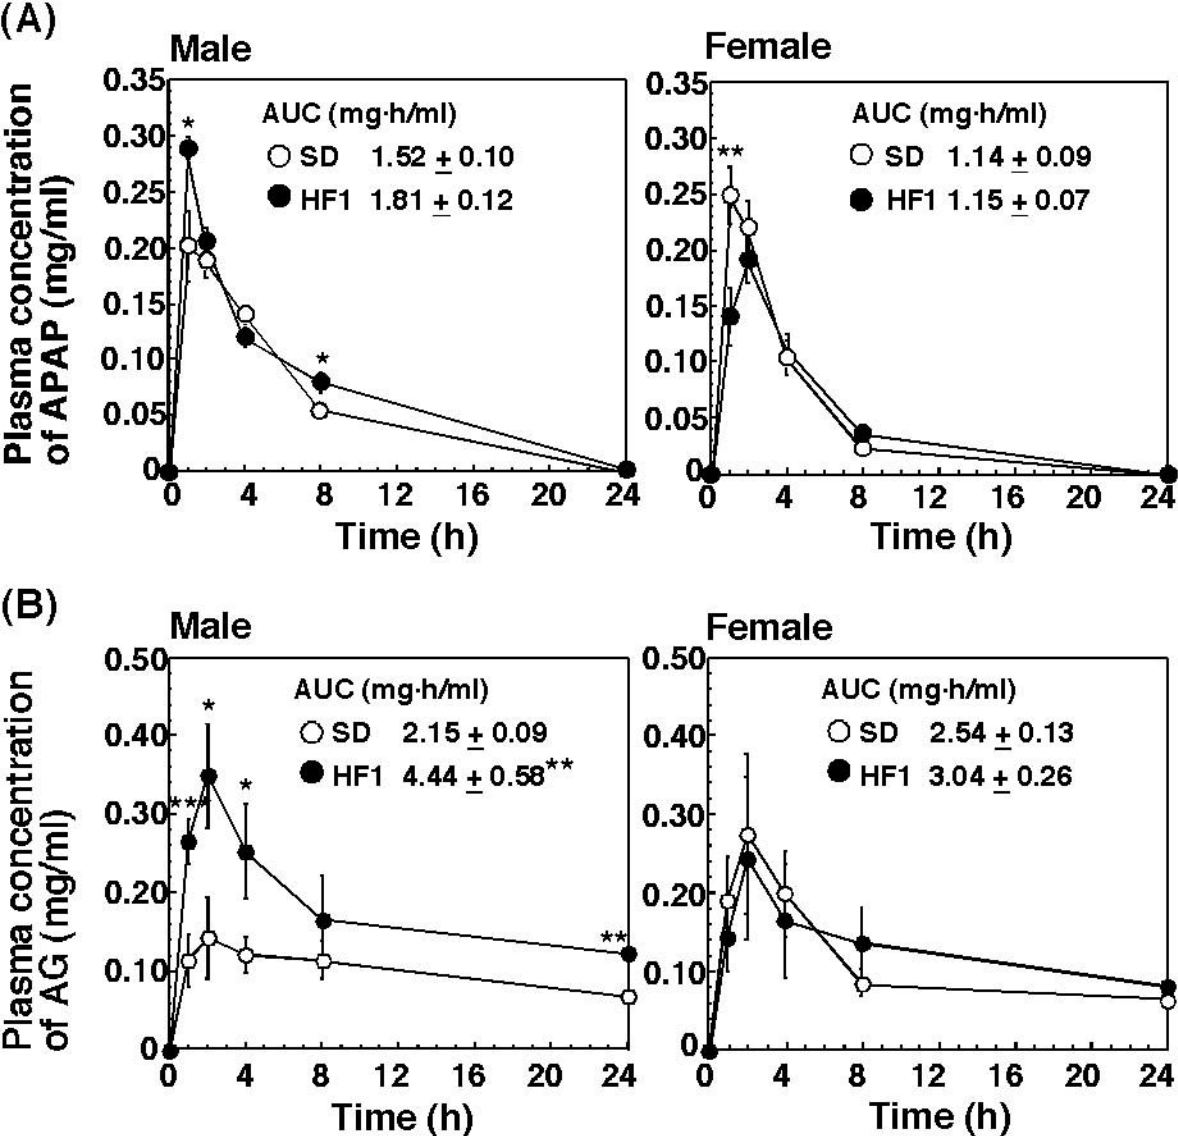 (A)
Male
Female
Plasma concentration
of APAP (mg/ml)
0.35
0.30
0.25
0.20
0.15
0.10
0.05
0
*
*
AUC (mg·h/ml)
SD 1.52 ± 0.10
HF1 1.81 ± 0.12
0 4 8 12 16 20 24
Time (h)
0.35
0.30
0.25
0.20
0.15
0.10
0.05
0
**
AUC (mg·h/ml)
SD 1.14 ± 0.09
HF1 1.15 ± 0.07
0 4 8 12 16 20 24
Time (h)
(B)
Male
Female
Plasma concentration
of AG (mg/ml)
0.50
0.40
0.30
0.20
0.10
0
**
*
*
**
AUC (mg·h/ml)
SD 2.15 ± 0.09
HF1 4.44 ± 0.58**
0 4 8 12 16 20 24
Time (h)
0.50
0.40
0.30
0.20
0.10
0
AUC (mg·h/ml)
SD 2.54 ± 0.13
HF1 3.04 ± 0.26
0 4 8 12 16 20 24
Time (h)